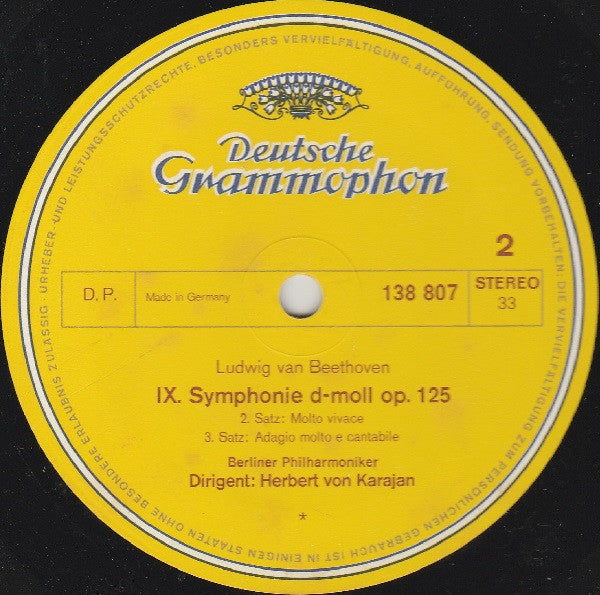 Deutsche
Grammophon
2
D.P.
Made in Germany
138 807
STEREO
33
Ludwig van Beethoven
IX. Symphonie d-moll op. 125
2. Satz: Molto vivace
3. Satz: Adagio molto e cantabile
Berliner Philharmoniker
Dirigent: Herbert von Karajan
*
URHEBER- UND LEISTUNGSSCHUTZRECHTE, BESONDERS VERVIELFÄLTIGUNG, AUFFÜHRUNG, SENDUNG VORBEHALTEN· DIE VERVIELFÄLTIGUNG ZUM PERSÖNLICHEN GEBRAUCH IST IN EINIGEN STAATEN OHNE BESONDERE ERLAUBNIS ZULÄSSIG ·